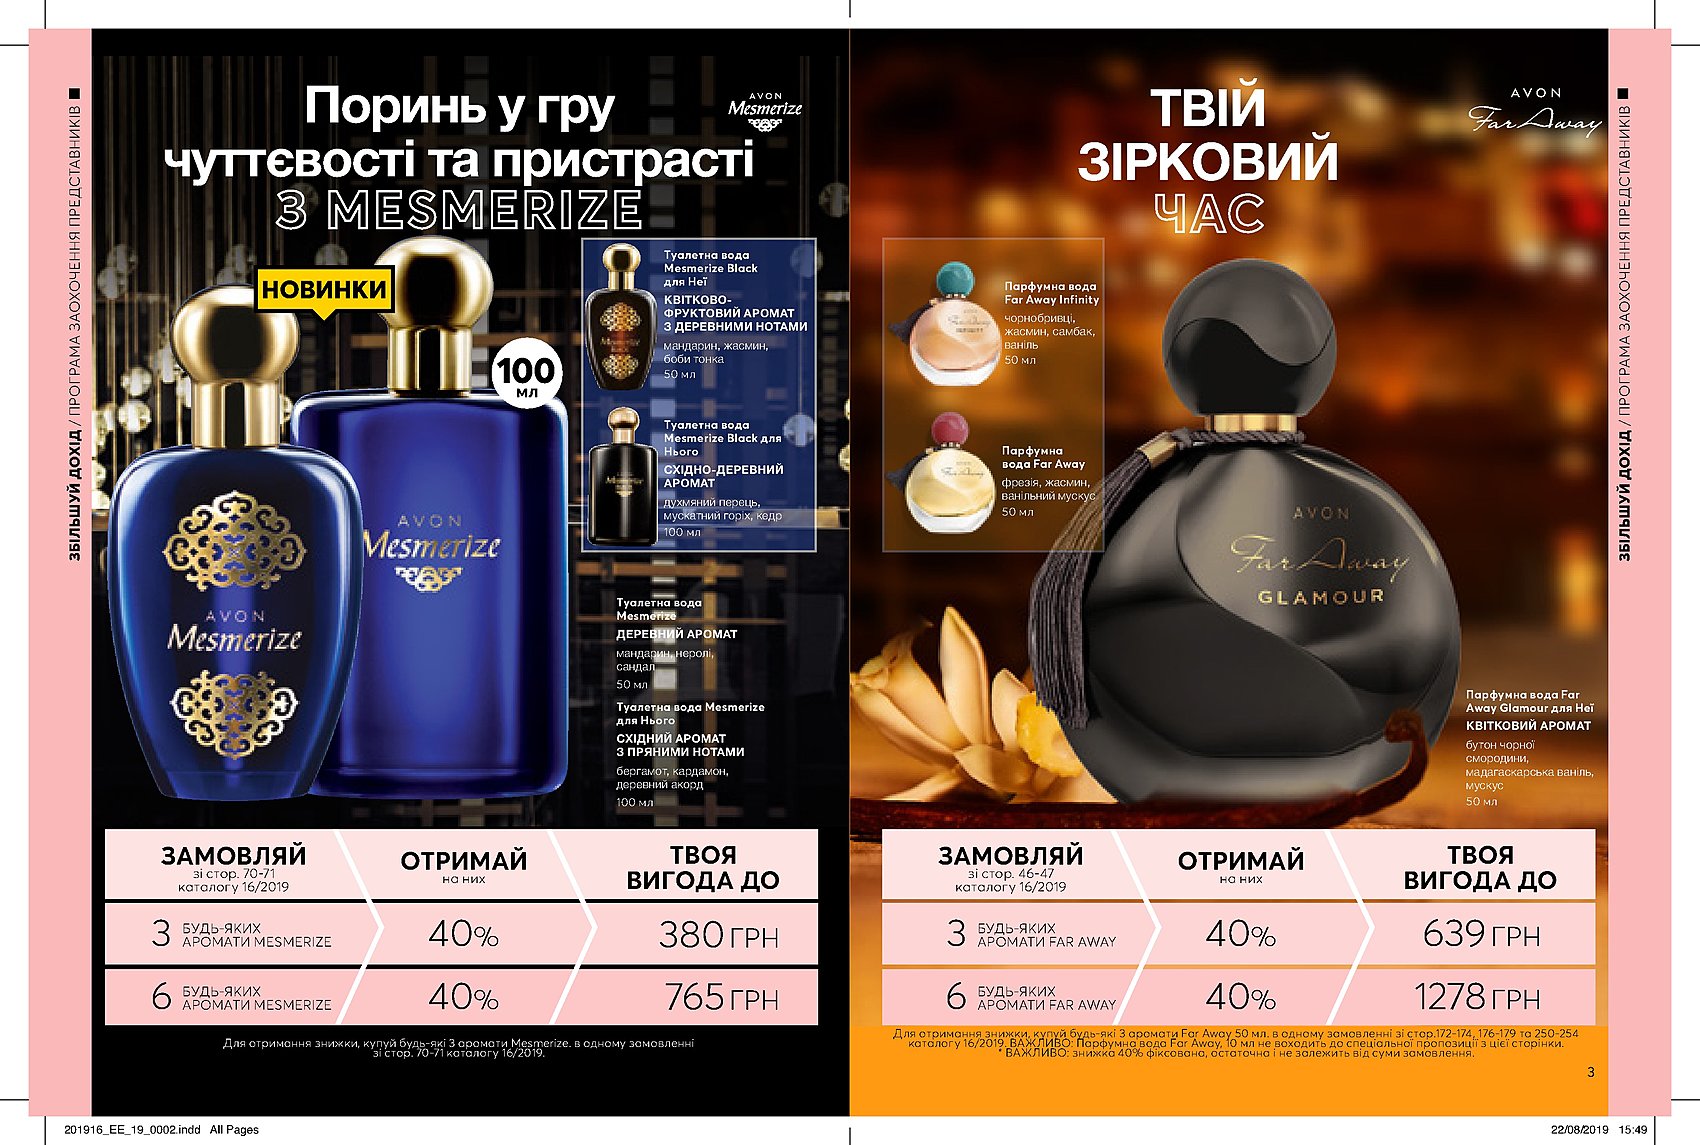 ЗБІЛЬШУЙ ДОХІД / ПРОГРАМА ЗАОХОЧЕННЯ ПРЕДСТАВНИКІВ
Поринь у гру
чуттєвості та пристрасті
З MESMERIZE
AVON
Mesmerize
НОВИНКИ
100
мл
AVON
Mesmerize
AVON
Mesmerize
Туалетна вода
Mesmerize Black
для Неї
КВІТКОВО-
ФРУКТОВИЙ АРОМАТ
З ДЕРЕВНИМИ НОТАМИ
мандарин, жасмин,
боби тонка
50 мл
Туалетна вода
Mesmerize Black для
Нього
СХІДНО-ДЕРЕВНИЙ
АРОМАТ
духмяний перець,
мускатний горіх, кедр
100 мл
Туалетна вода
Mesmerize
ДЕРЕВНИЙ АРОМАТ
мандарин, неролі,
сандал
50 мл
Туалетна вода Mesmerize
для Нього
СХІДНИЙ АРОМАТ
З ПРЯНИМИ НОТАМИ
бергамот, кардамон,
деревний акорд
100 мл
ЗАМОВЛЯЙ
зі стор. 70-71
каталогу 16/2019
ОТРИМАЙ
на них
ТВОЯ
ВИГОДА ДО
3 БУДЬ-ЯКИХ
АРОМАТИ MESMERIZE
40%
380 ГРН
6 БУДЬ-ЯКИХ
АРОМАТИ MESMERIZE
40%
765 ГРН
Для отримання знижки, купуй будь-які 3 аромати Mesmerize. в одному замовленні
зі стор. 70-71 каталогу 16/2019.
ТВІЙ
ЗІРКОВИЙ
ЧАС
AVON
Far Away
Парфумна вода
Far Away Infinity
чорнобривці,
жасмин, самбак,
ваніль
50 мл
Парфумна
вода Far Away
фрезія, жасмин,
ванільний мускус
50 мл
AVON
Far Away
GLAMOUR
Парфумна вода Far
Away Glamour для Неї
КВІТКОВИЙ АРОМАТ
бутон чорної
смородини,
мадагаскарська ваніль,
мускус
50 мл
ЗАМОВЛЯЙ
зі стор. 46-47
каталогу 16/2019
ОТРИМАЙ
на них
ТВОЯ
ВИГОДА ДО
3 БУДЬ-ЯКИХ
АРОМАТИ FAR AWAY
40%
639 ГРН
6 БУДЬ-ЯКИХ
АРОМАТИ FAR AWAY
40%
1278 ГРН
Для отримання знижки, купуй будь-які 3 аромати Far Away 50 мл. в одному замовленні зі стор.172-174, 176-179 та 250-254
каталогу 16/2019. ВАЖЛИВО: Парфумна вода Far Away, 10 мл не входить до спеціальної пропозиції з цієї сторінки.
* ВАЖЛИВО: знижка 40% фіксована, остаточна і не залежить від суми замовлення.
3
ЗБІЛЬШУЙ ДОХІД / ПРОГРАМА ЗАОХОЧЕННЯ ПРЕДСТАВНИКІВ
201916_EE_19_0002.indd All Pages
22/08/2019 15:49